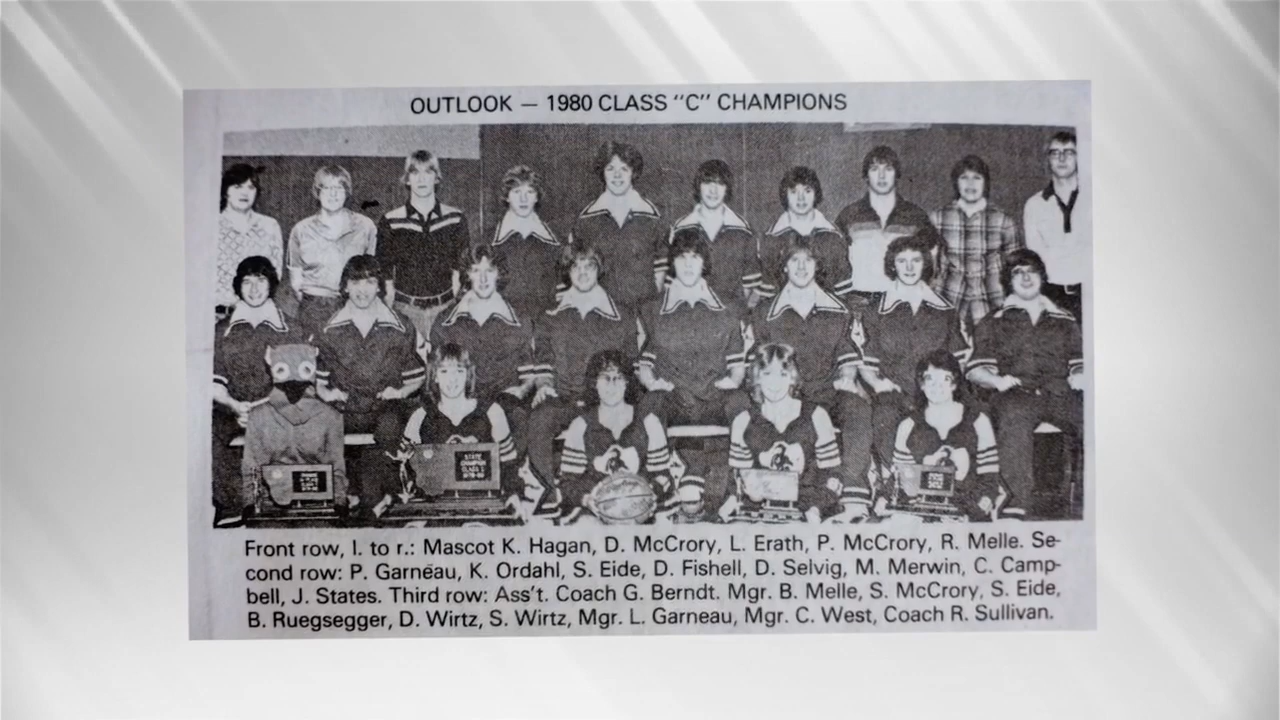 OUTLOOK — 1980 CLASS "C" CHAMPIONS
STATE
CLASS C
Front row, l. to r.: Mascot K. Hagan, D. McCrory, L. Erath, P. McCrory, R. Melle. Se-
cond row: P. Garneau, K. Ordahl, S. Eide, D. Fishell, D. Selvig, M. Merwin, C. Camp-
bell, J. States. Third row: Ass't. Coach G. Berndt. Mgr. B. Melle, S. McCrory, S. Eide,
B. Ruegsegger, D. Wirtz, S. Wirtz, Mgr. L. Garneau, Mgr. C. West, Coach R. Sullivan.